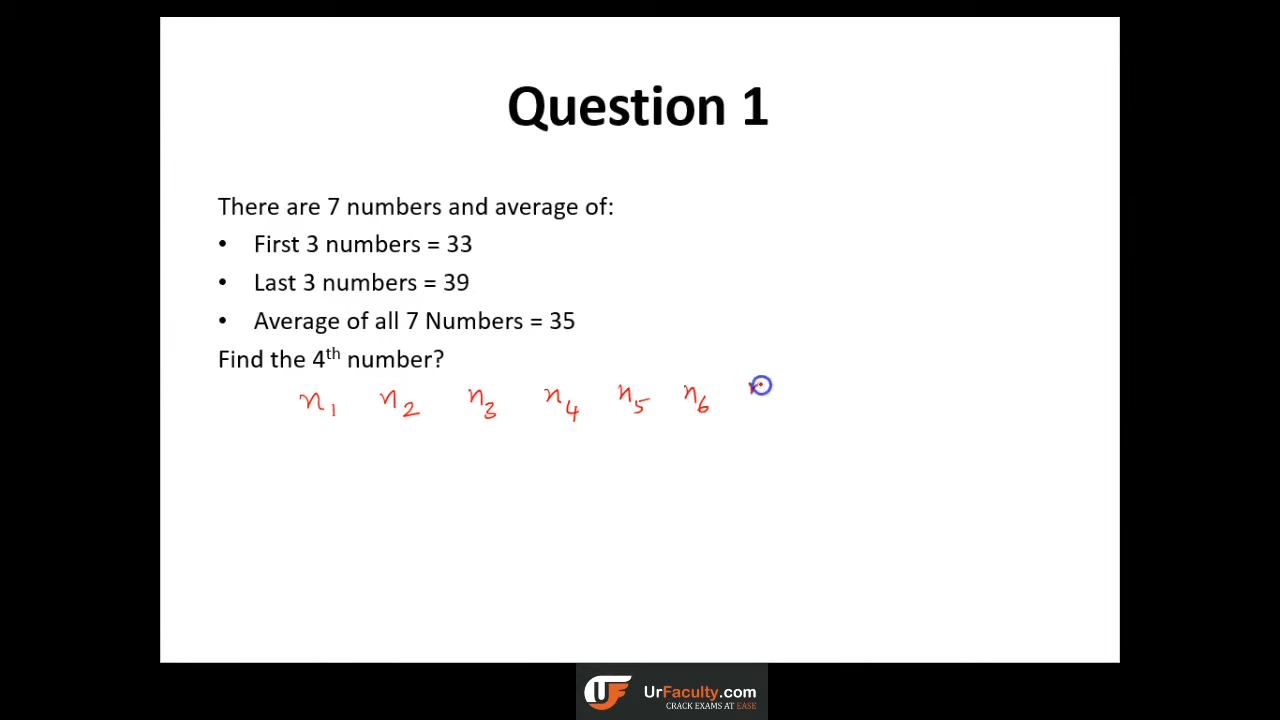 Question 1
There are 7 numbers and average of:
• First 3 numbers = 33
• Last 3 numbers = 39
• Average of all 7 Numbers = 35
Find the 4th number?
n1 n2 n3 n4 n5 n6
UrFaculty.com
CRACK EXAMS AT EASE